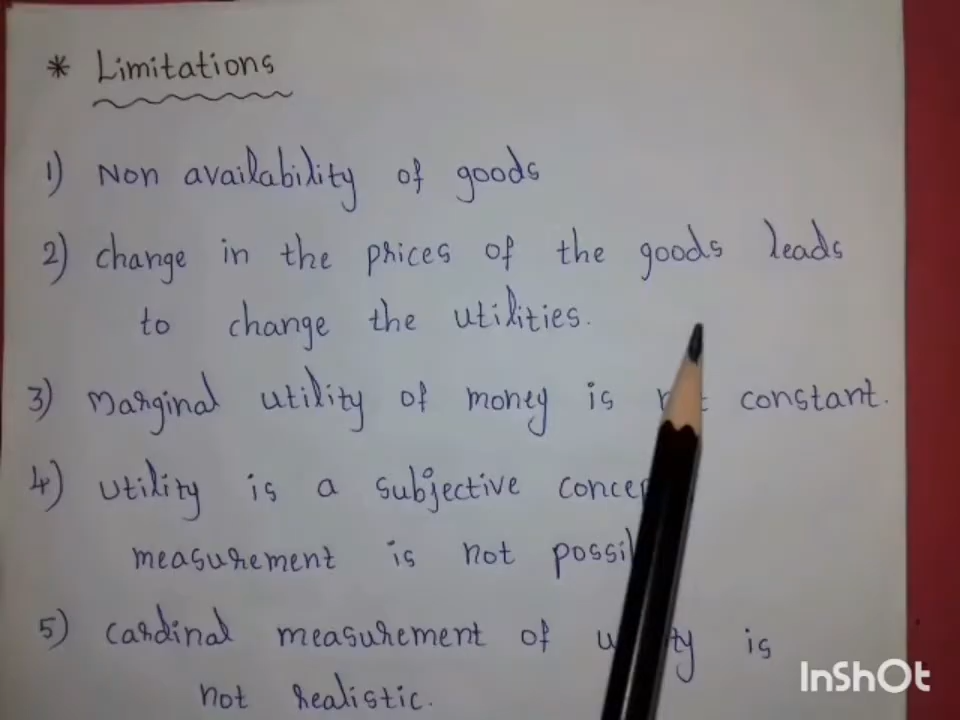 * Limitations
1) Non availability of goods
2) change in the prices of the goods leads
to change the utilities.
3) Marginal utility of money is not constant.
4) utility is a subjective
measurement is not
5) cardinal measurement of utility is
not realistic.
InShOt